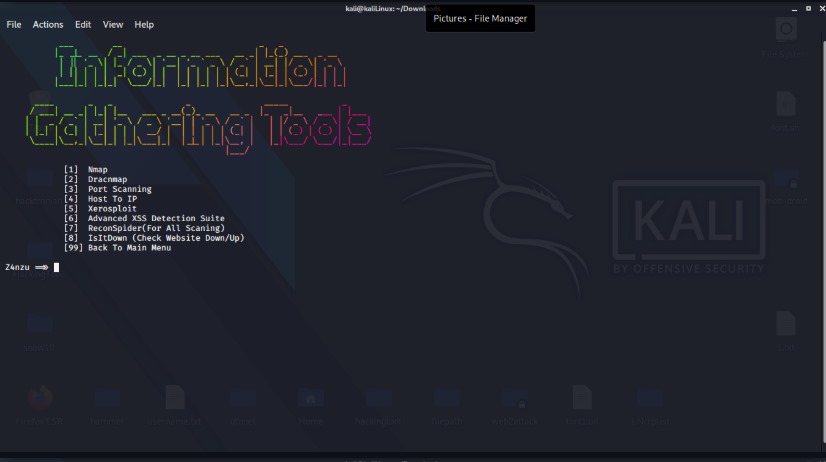 kali@kaliLinux: ~/Downloads
Pictures - File Manager
File Actions Edit View Help
Information
Gathering Tools
[1] Nmap
[2] Dracnmap
[3] Port Scanning
[4] Host To IP
[5] Xerosploit
[6] Advanced XSS Detection Suite
[7] ReconSpider(For All Scaning)
[8] IsItDown (Check Website Down/Up)
[99] Back To Main Menu
Z4nzu ==>
KALI
BY OFFENSIVE SECURITY
Home